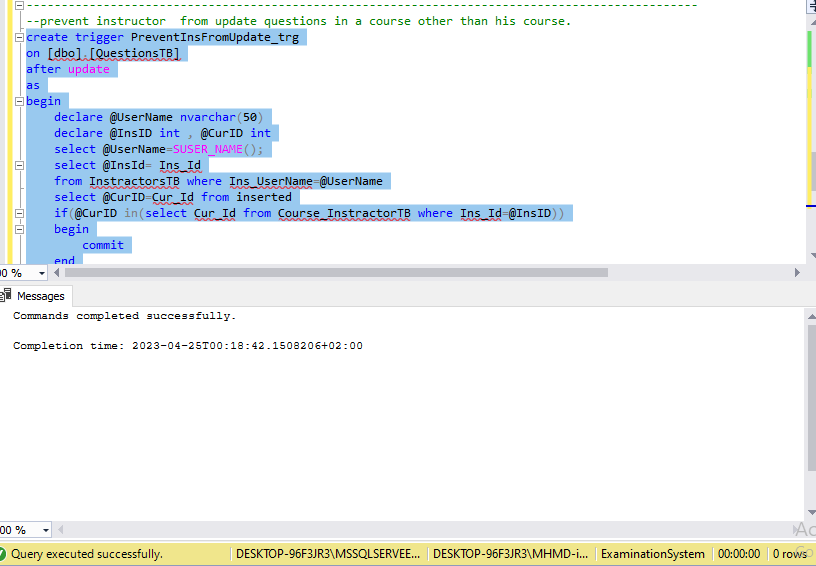 --------------------------------------------------------------------------------------------
--prevent instructor  from update questions in a course other than his course.
create trigger PreventInsFromUpdate_trg
on [dbo].[QuestionsTB]
after update
as
begin
    declare @UserName nvarchar(50)
    declare @InsID int , @CurID int
    select @UserName=SUSER_NAME();
    select @InsId= Ins_Id
    from InstractorsTB where Ins_UserName=@UserName
    select @CurID=Cur_Id from inserted
    if(@CurID in(select Cur_Id from Course_InstractorTB where Ins_Id=@InsID))
    begin
        commit
    end
00 %
Messages
Commands completed successfully.
Completion time: 2023-04-25T00:18:42.1508206+02:00
00 %
Query executed successfully. DESKTOP-96F3JR3\MSSQLSERVEE... DESKTOP-96F3JR3\MHMD-i... ExaminationSystem 00:00:00 0 rows